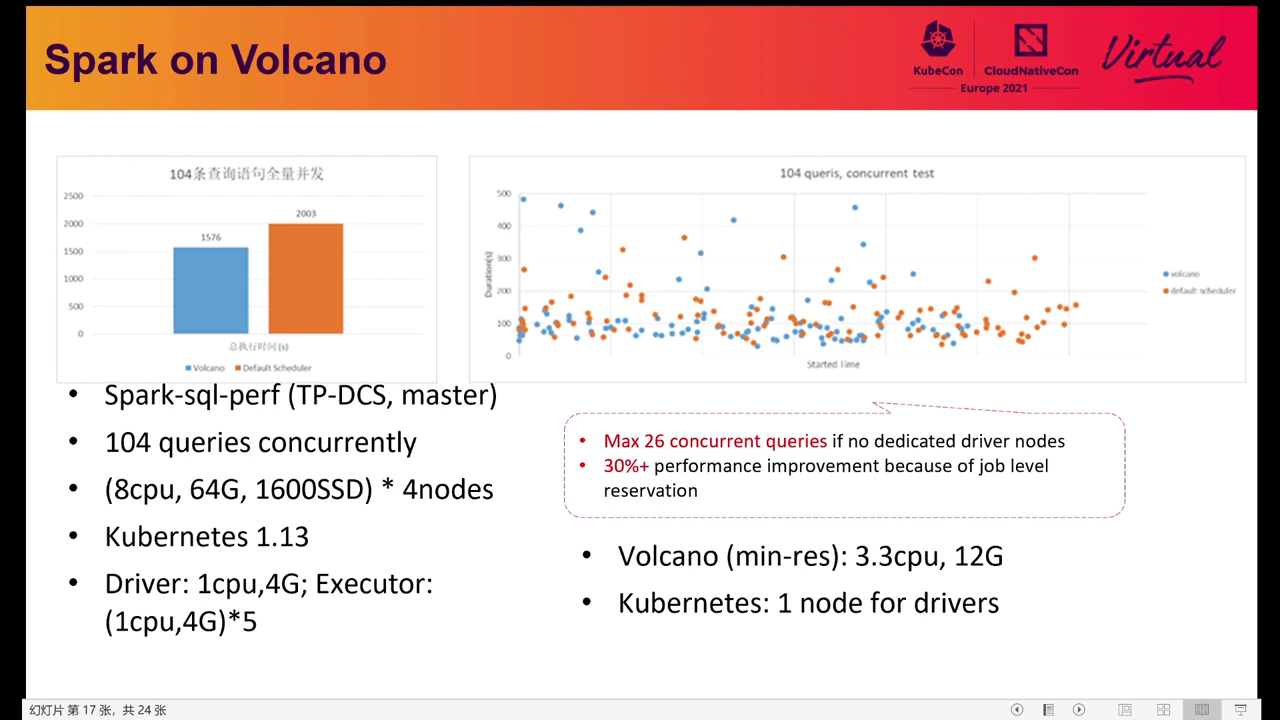 Spark on Volcano
KubeCon
CloudNativeCon
Europe 2021
Virtual
104条查询语句全量并发
2500
2000
1500
1000
500
0
1576
2003
总执行时间(s)
Volcano
Default Scheduler
104 queris, concurrent test
Duration(s)
500
400
300
200
100
0
Started Time
volcano
default scheduler
• Spark-sql-perf (TP-DCS, master)
• 104 queries concurrently
• (8cpu, 64G, 1600SSD) * 4nodes
• Kubernetes 1.13
• Driver: 1cpu,4G; Executor:
(1cpu,4G)*5
• Max 26 concurrent queries if no dedicated driver nodes
• 30%+ performance improvement because of job level
reservation
• Volcano (min-res): 3.3cpu, 12G
• Kubernetes: 1 node for drivers
幻灯片 第 17 张，共 24 张